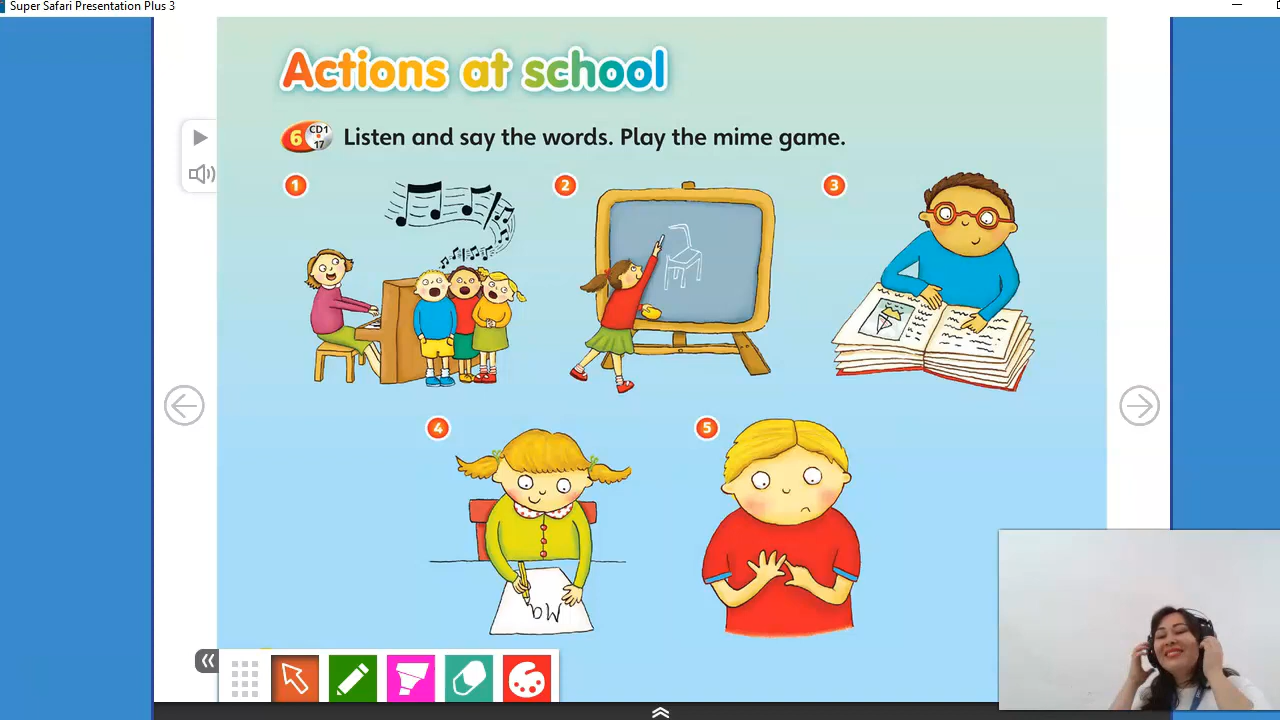 Super Safari Presentation Plus 3
Actions at school
6 CD1 17 Listen and say the words. Play the mime game.
1
2
3
4
5
Ma